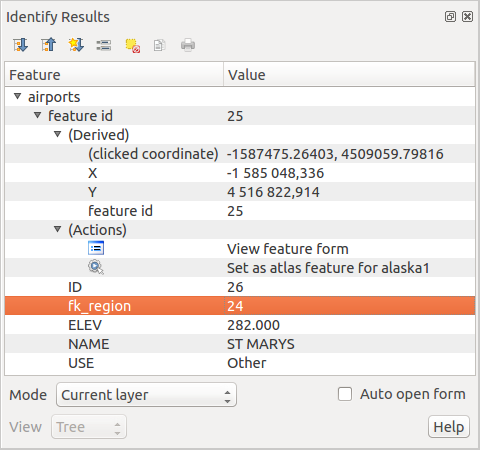 Identify Results
Feature Value
airports
feature id 25
(Derived)
(clicked coordinate) -1587475.26403, 4509059.79816
X -1 585 048,336
Y 4 516 822,914
feature id 25
(Actions)
View feature form
Set as atlas feature for alaska1
ID 26
fk_region 24
ELEV 282.000
NAME ST MARYS
USE Other
Mode Current layer Auto open form
View Tree Help